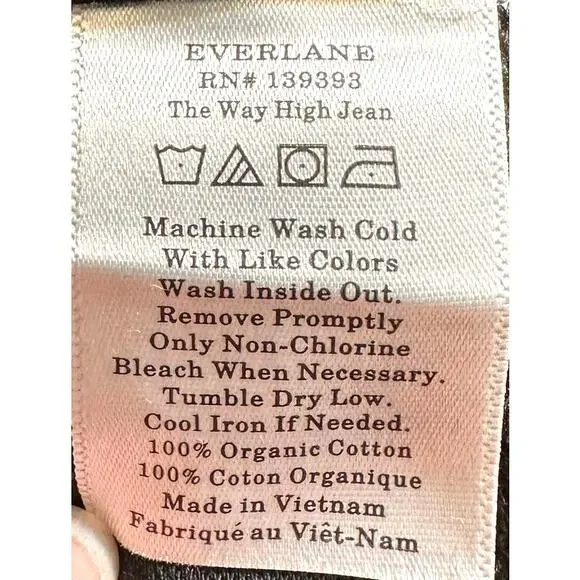 EVERLANE
RN# 139393
The Way High Jean
Machine Wash Cold
With Like Colors
Wash Inside Out.
Remove Promptly
Only Non-Chlorine
Bleach When Necessary.
Tumble Dry Low.
Cool Iron If Needed.
100% Organic Cotton
100% Coton Organique
Made in Vietnam
Fabriqué au Viêt-Nam